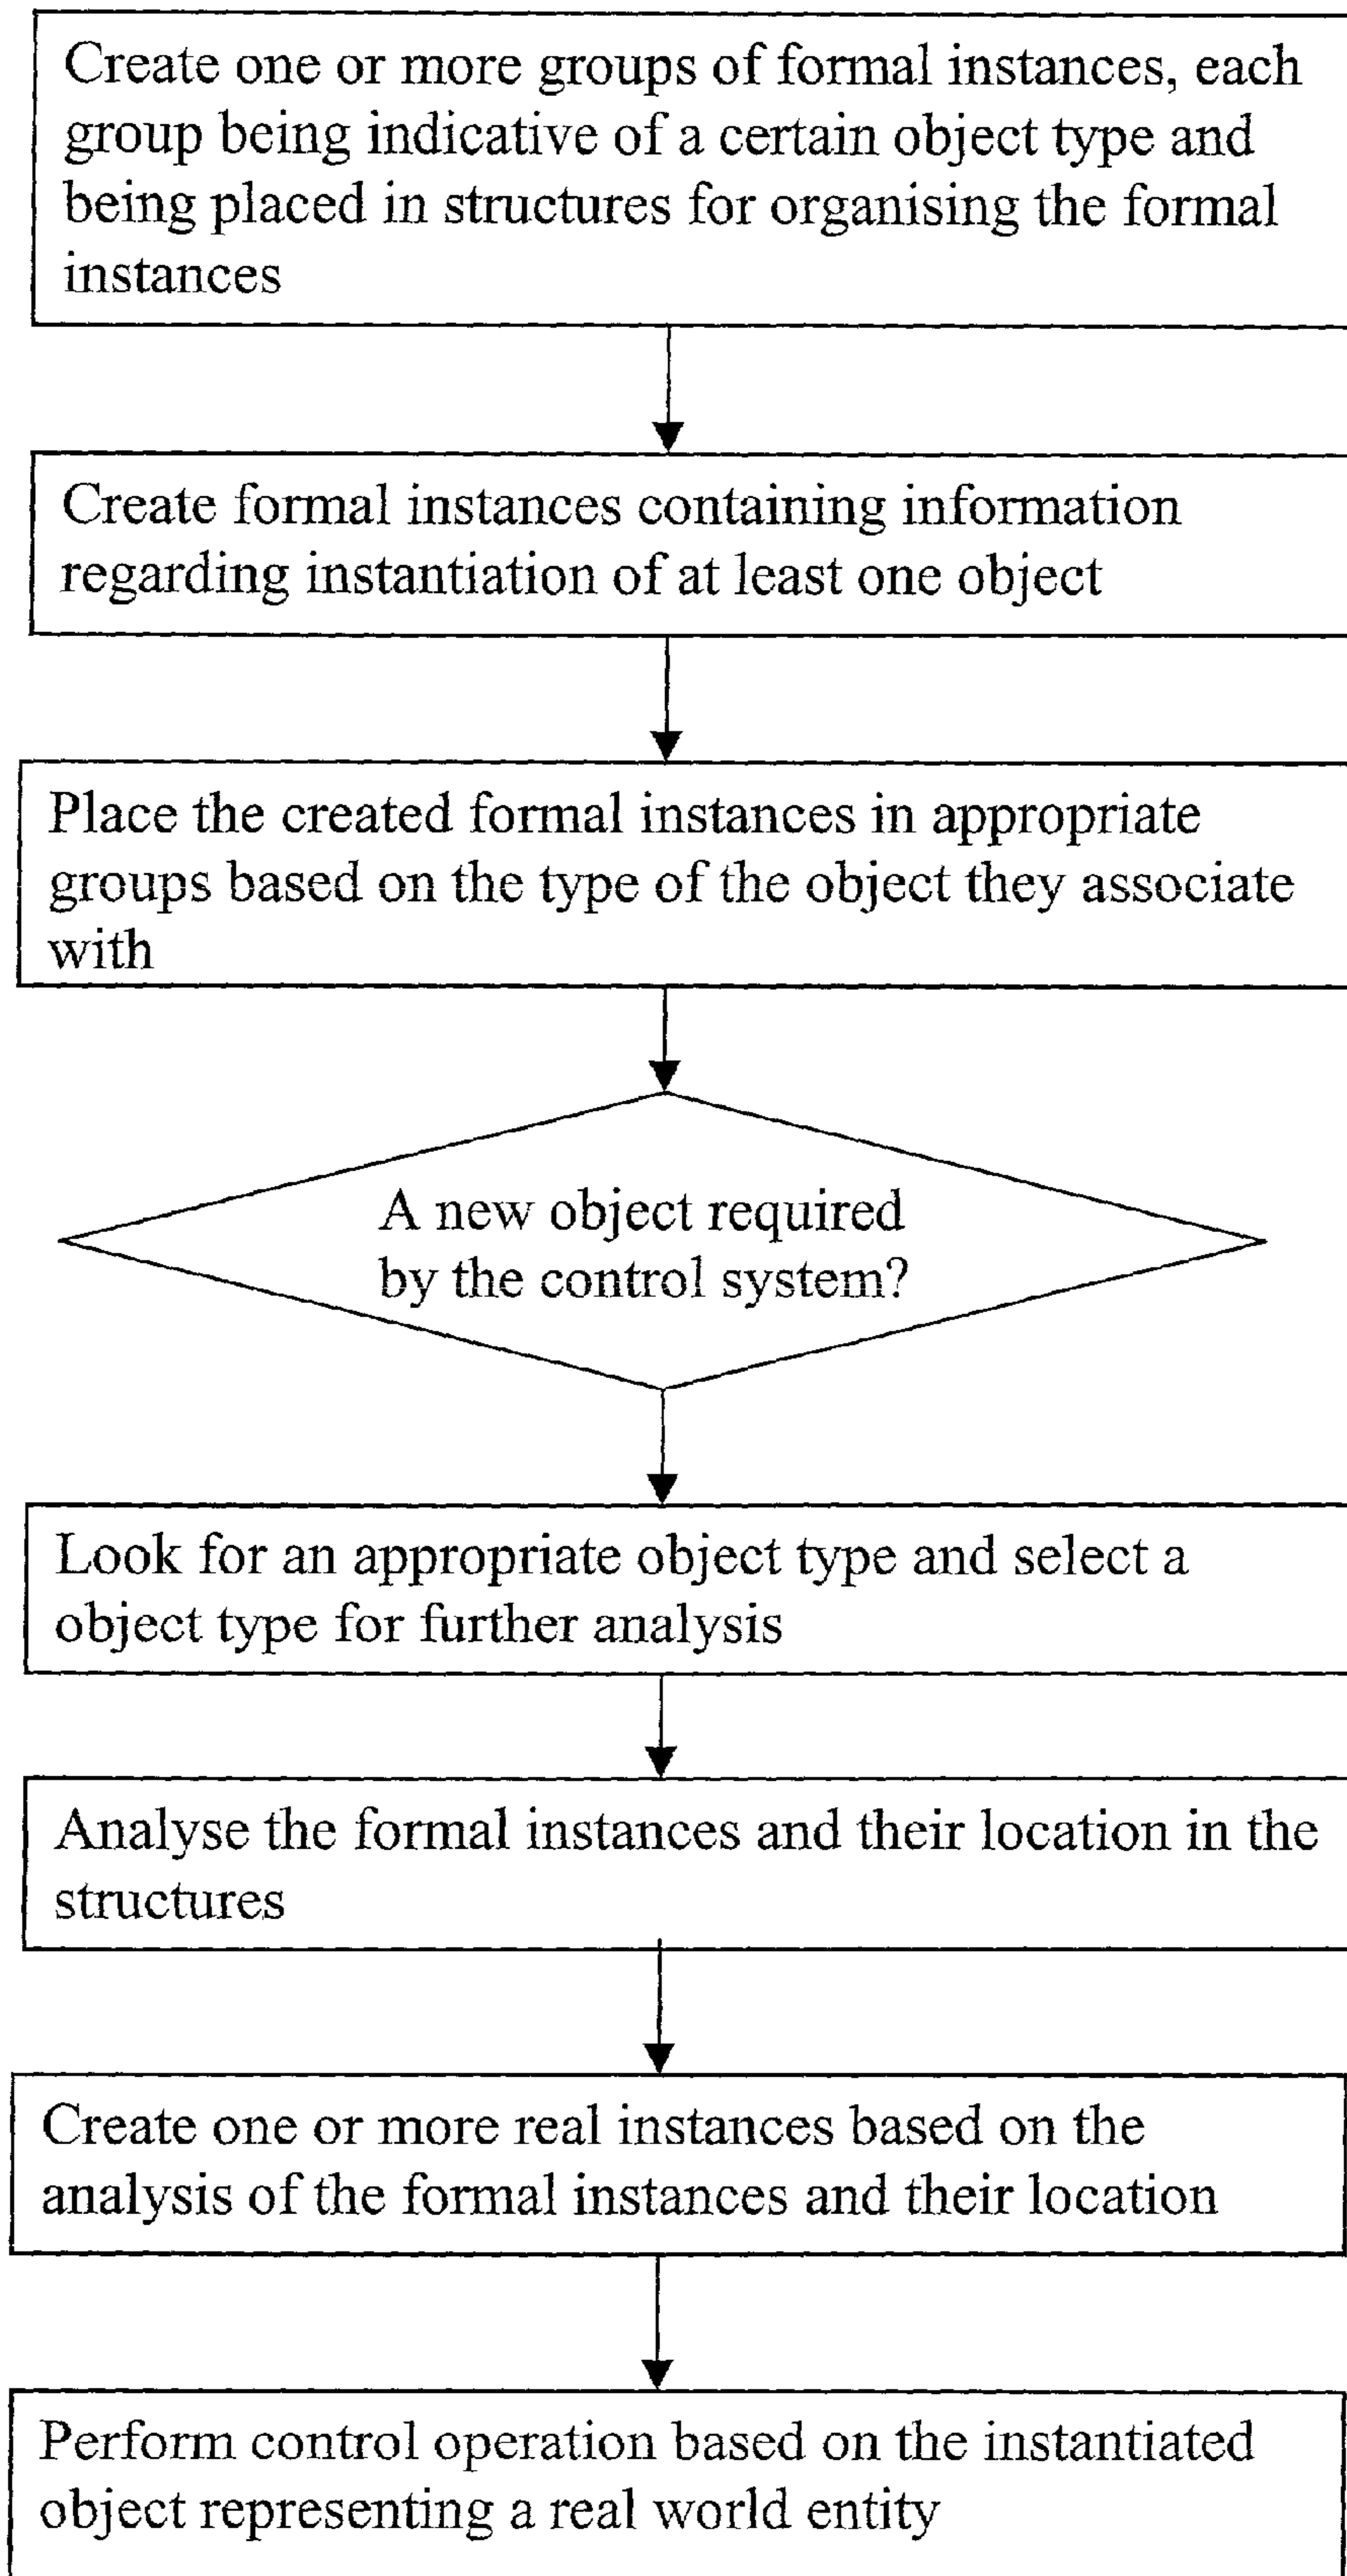 Create one or more groups of formal instances, each
group being indicative of a certain object type and
being placed in structures for organising the formal
instances
Create formal instances containing information
regarding instantiation of at least one object
Place the created formal instances in appropriate
groups based on the type of the object they associate
with
A new object required
by the control system?
Look for an appropriate object type and select a
object type for further analysis
Analyse the formal instances and their location in the
structures
Create one or more real instances based on the
analysis of the formal instances and their location
Perform control operation based on the instantiated
object representing a real world entity